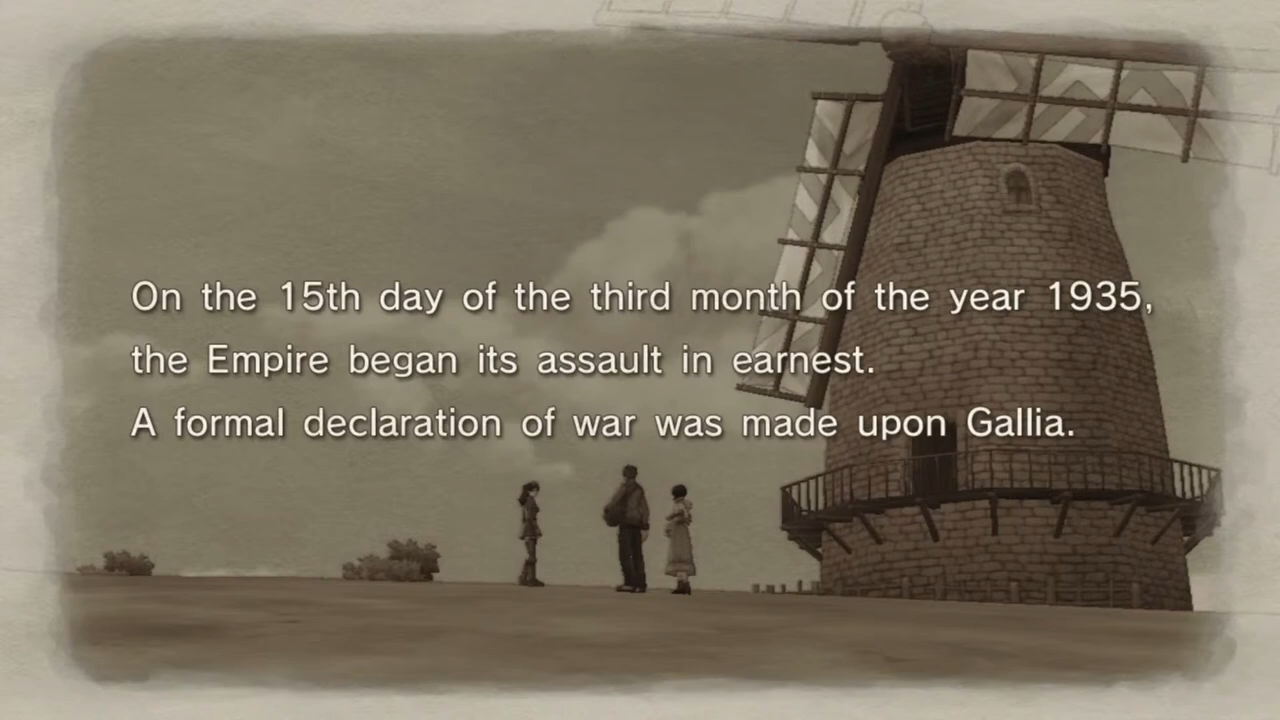 On the 15th day of the third month of the year 1935,
the Empire began its assault in earnest.
A formal declaration of war was made upon Gallia.